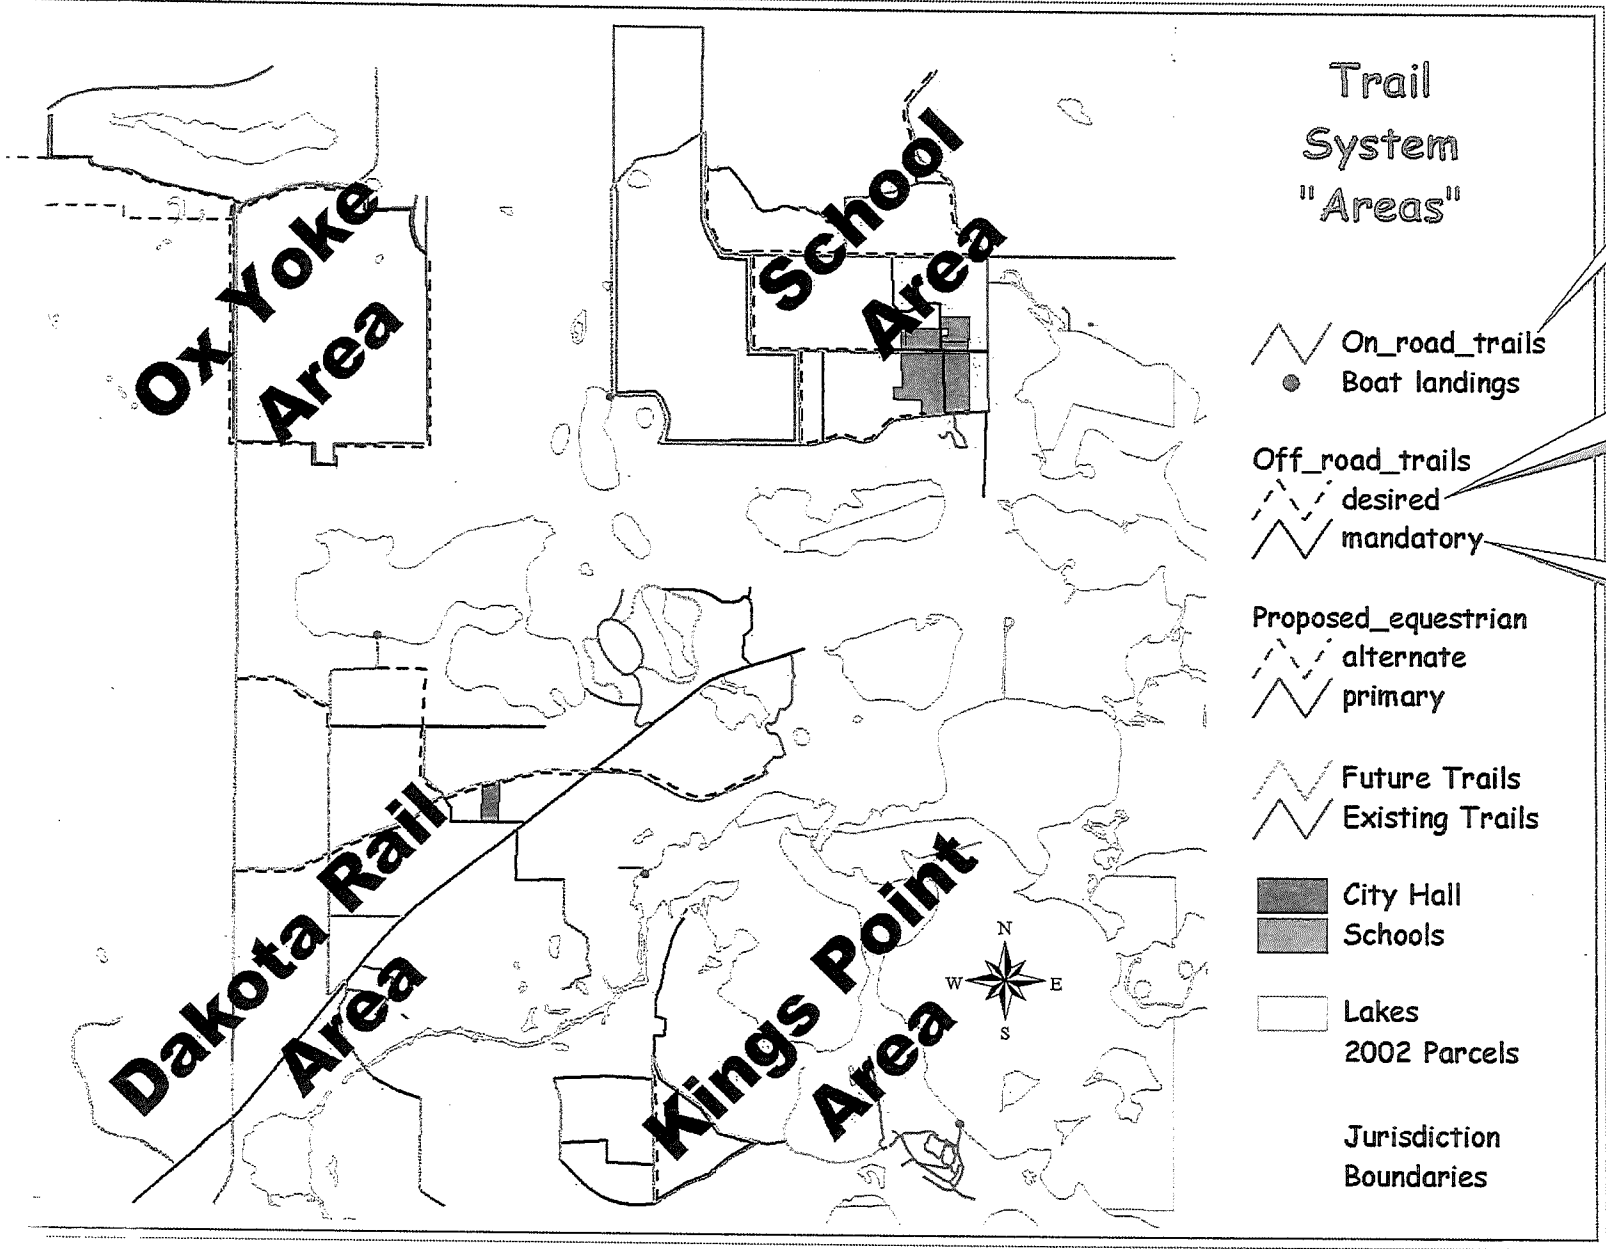 Trail
System
"Areas"
Ox Yoke
Area
School
Area
Dakota Rail
Area
Kings Point
Area
N
W E
S
On_road_trails
Boat landings
Off_road_trails
desired
mandatory
Proposed_equestrian
alternate
primary
Future Trails
Existing Trails
City Hall
Schools
Lakes
2002 Parcels
Jurisdiction
Boundaries